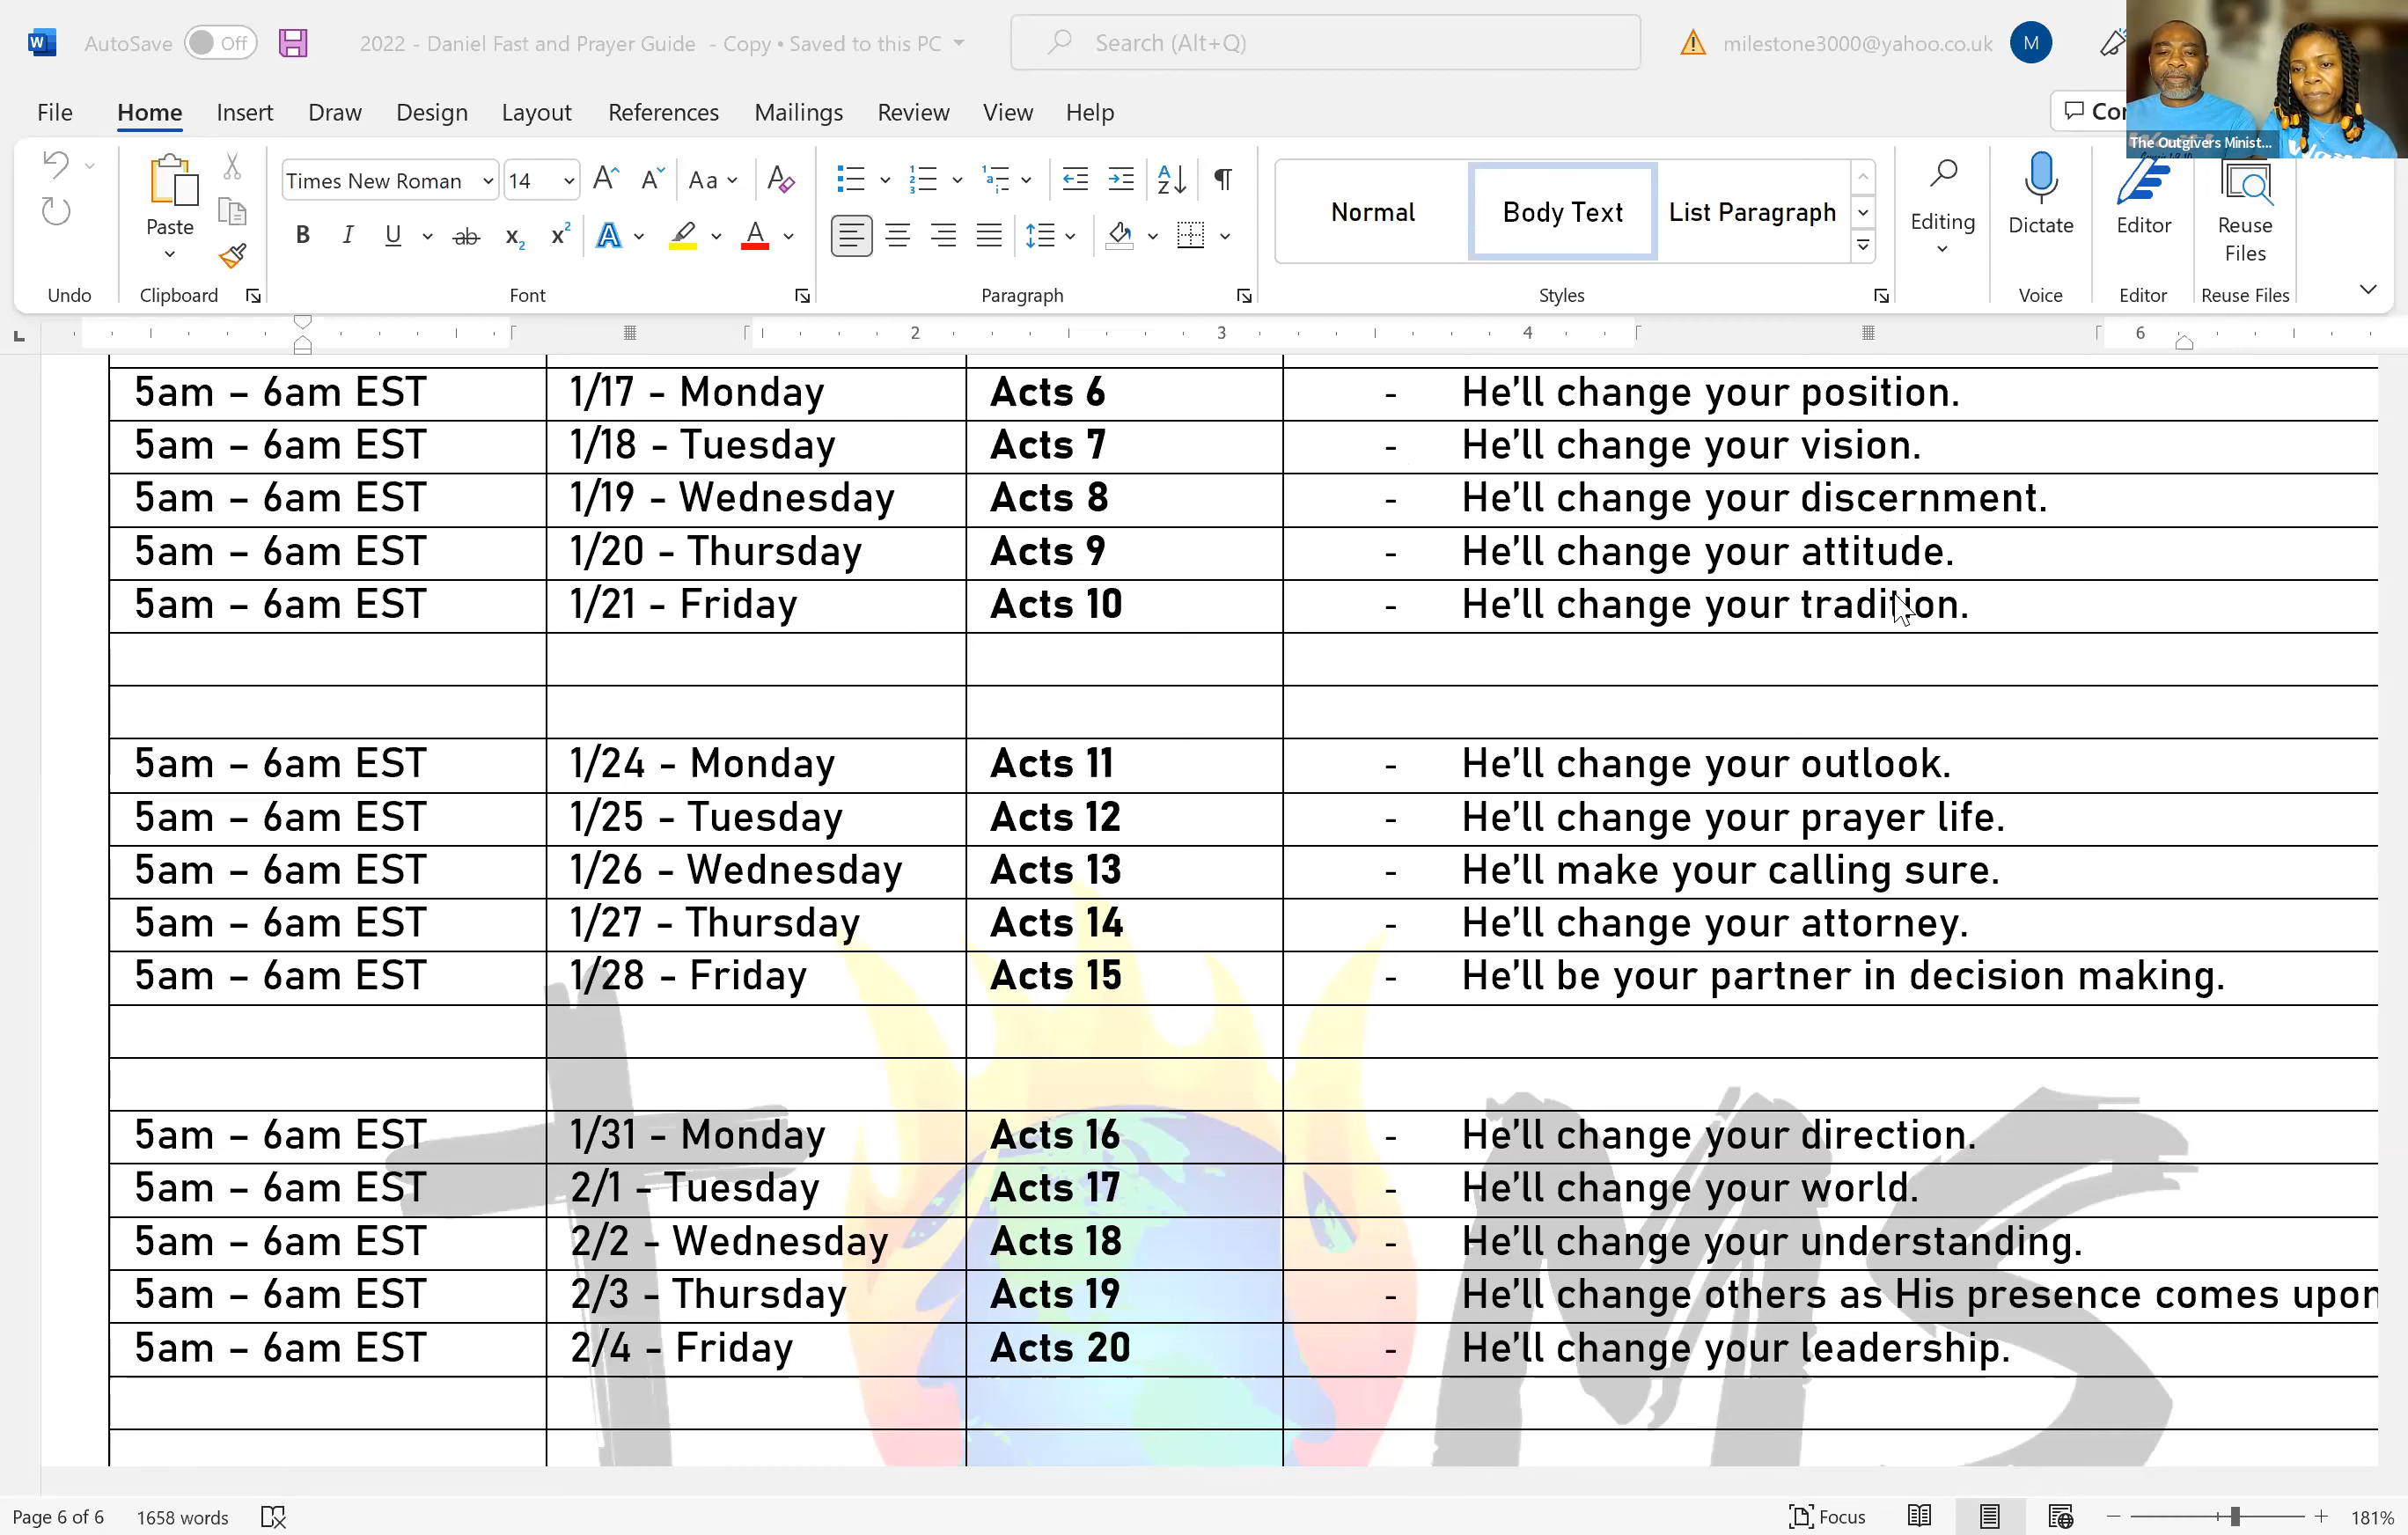 AutoSave Off 2022 - Daniel Fast and Prayer Guide - Copy • Saved to this PC Search (Alt+Q) milestone3000@yahoo.co.uk M
File Home Insert Draw Design Layout References Mailings Review View Help
The Outgivers Minist...
Paste Times New Roman 14 Aa
Normal Body Text List Paragraph Editing Dictate Editor Reuse Files
Undo Clipboard Font Paragraph Styles Voice Editor Reuse Files
2 3 4 6
5am – 6am EST 1/17 - Monday Acts 6 - He'll change your position.
5am – 6am EST 1/18 - Tuesday Acts 7 - He'll change your vision.
5am – 6am EST 1/19 - Wednesday Acts 8 - He'll change your discernment.
5am – 6am EST 1/20 - Thursday Acts 9 - He'll change your attitude.
5am – 6am EST 1/21 - Friday Acts 10 - He'll change your tradition.
5am – 6am EST 1/24 - Monday Acts 11 - He'll change your outlook.
5am – 6am EST 1/25 - Tuesday Acts 12 - He'll change your prayer life.
5am – 6am EST 1/26 - Wednesday Acts 13 - He'll make your calling sure.
5am – 6am EST 1/27 - Thursday Acts 14 - He'll change your attorney.
5am – 6am EST 1/28 - Friday Acts 15 - He'll be your partner in decision making.
5am – 6am EST 1/31 - Monday Acts 16 - He'll change your direction.
5am – 6am EST 2/1 - Tuesday Acts 17 - He'll change your world.
5am – 6am EST 2/2 - Wednesday Acts 18 - He'll change your understanding.
5am – 6am EST 2/3 - Thursday Acts 19 - He'll change others as His presence comes upon
5am – 6am EST 2/4 - Friday Acts 20 - He'll change your leadership.
Page 6 of 6 1658 words Focus 181%